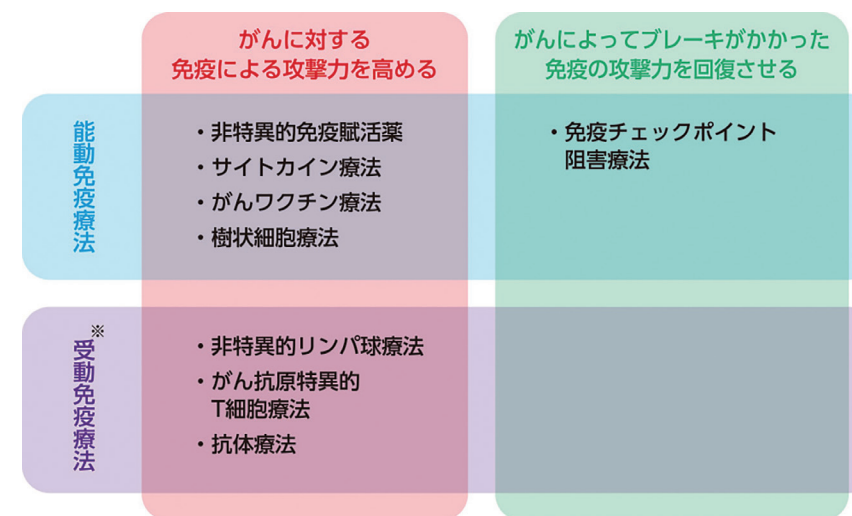 がんに対する
免疫による攻撃力を高める
がんによってブレーキがかかった
免疫の攻撃力を回復させる
能動免疫療法
・非特異的免疫賦活薬
・サイトカイン療法
・がんワクチン療法
・樹状細胞療法
・免疫チェックポイント
阻害療法
※
受動免疫療法
・非特異的リンパ球療法
・がん抗原特異的
T細胞療法
・抗体療法